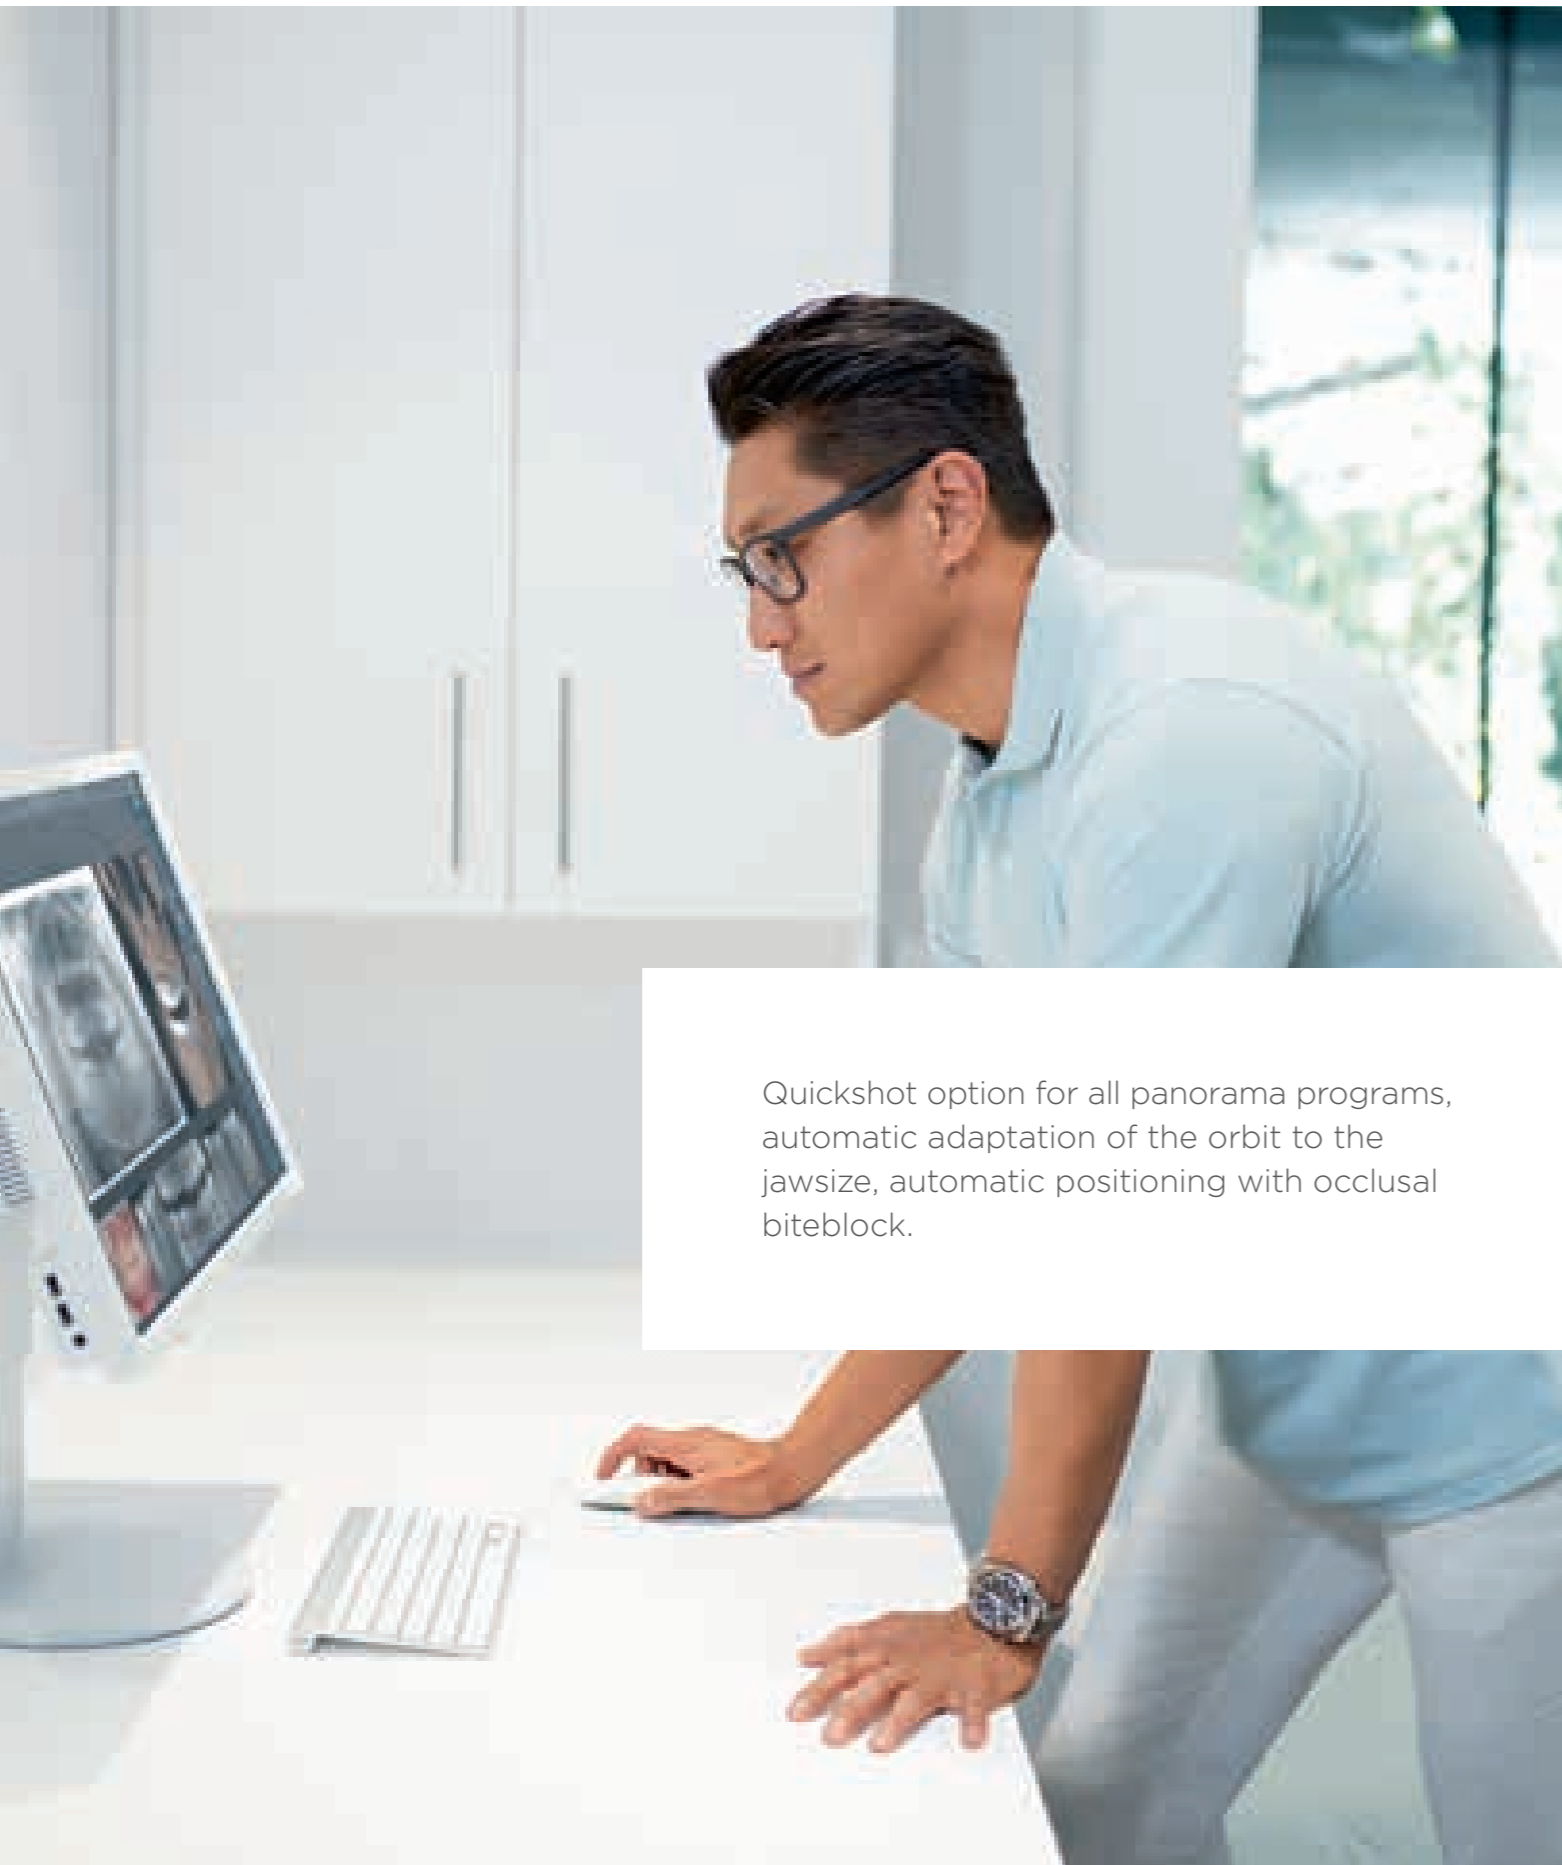 Quickshot option for all panorama programs,
automatic adaptation of the orbit to the
jawsize, automatic positioning with occlusal
biteblock.